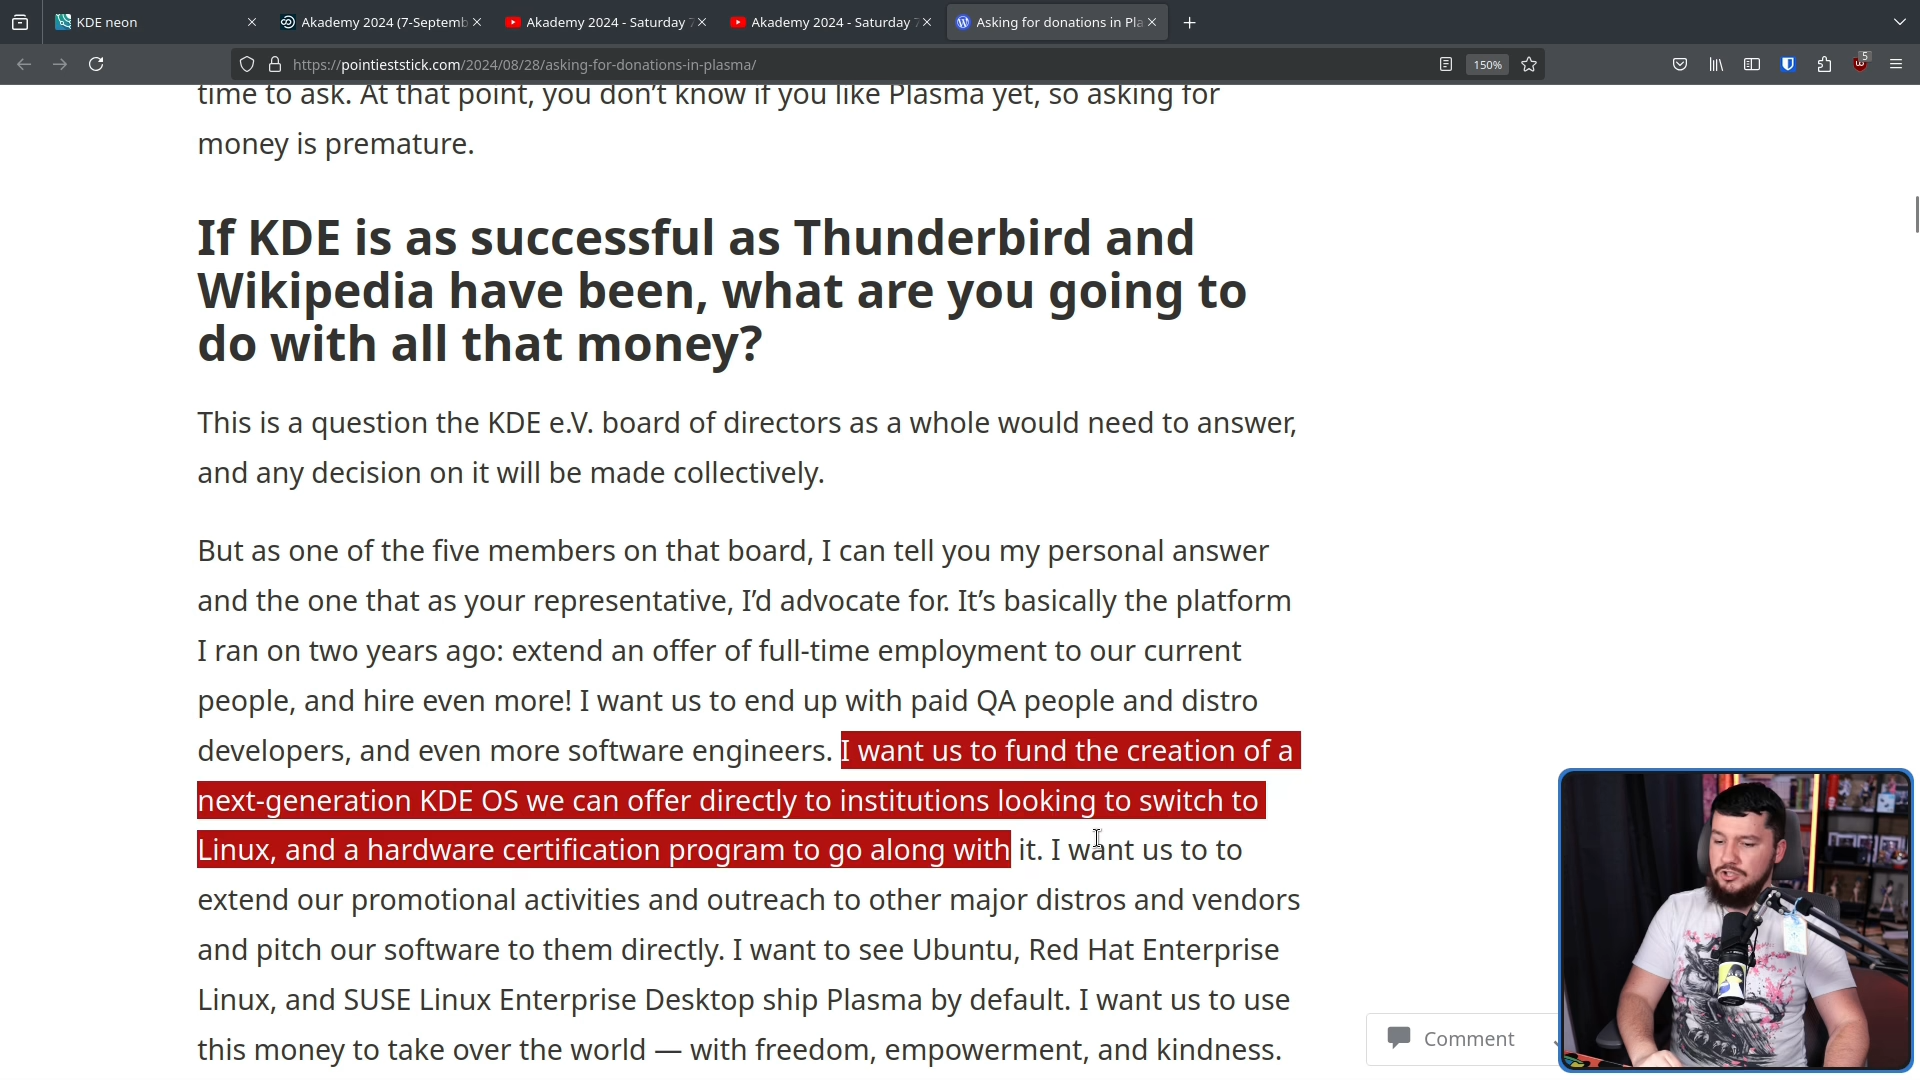 KDE neon
Akademy 2024 (7-Septemb
Akademy 2024 - Saturday 7
Akademy 2024 - Saturday 7
Asking for donations in Pla
https://pointieststick.com/2024/08/28/asking-for-donations-in-plasma/
150%
5
time to ask. At that point, you don’t know if you like Plasma yet, so asking for
money is premature.
If KDE is as successful as Thunderbird and
Wikipedia have been, what are you going to
do with all that money?
This is a question the KDE e.V. board of directors as a whole would need to answer,
and any decision on it will be made collectively.
But as one of the five members on that board, I can tell you my personal answer
and the one that as your representative, I’d advocate for. It’s basically the platform
I ran on two years ago: extend an offer of full-time employment to our current
people, and hire even more! I want us to end up with paid QA people and distro
developers, and even more software engineers. I want us to fund the creation of a
next-generation KDE OS we can offer directly to institutions looking to switch to
Linux, and a hardware certification program to go along with it. I want us to to
extend our promotional activities and outreach to other major distros and vendors
and pitch our software to them directly. I want to see Ubuntu, Red Hat Enterprise
Linux, and SUSE Linux Enterprise Desktop ship Plasma by default. I want us to use
this money to take over the world — with freedom, empowerment, and kindness.
Comment